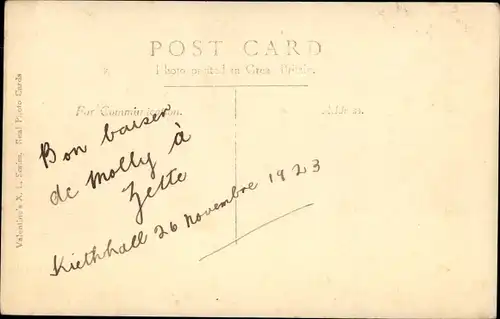 POST CARD
Photo printed in Great Britain.
For Communication.
Address.
Bon baiser
de Molly à
Zette
Kiethhall 26 Novembre 1923
Valentine's X. L. Series. Real Photo Cards